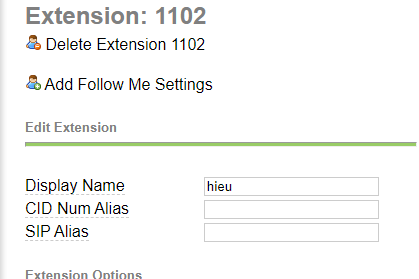 Extension: 1102
Delete Extension 1102
Add Follow Me Settings
Edit Extension
Display Name hieu
CID Num Alias
SIP Alias
Extension Options